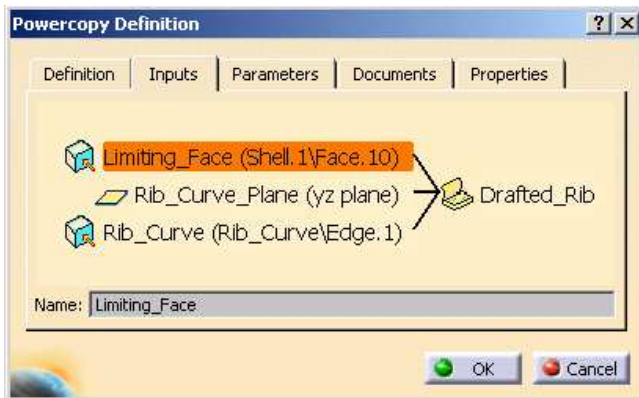 Powercopy Definition
Definition Inputs Parameters Documents Properties
Limiting_Face (Shell.1\Face.10)
Rib_Curve_Plane (yz plane) Drafted_Rib
Rib_Curve (Rib_Curve\Edge.1)
Name: Limiting_Face
OK Cancel